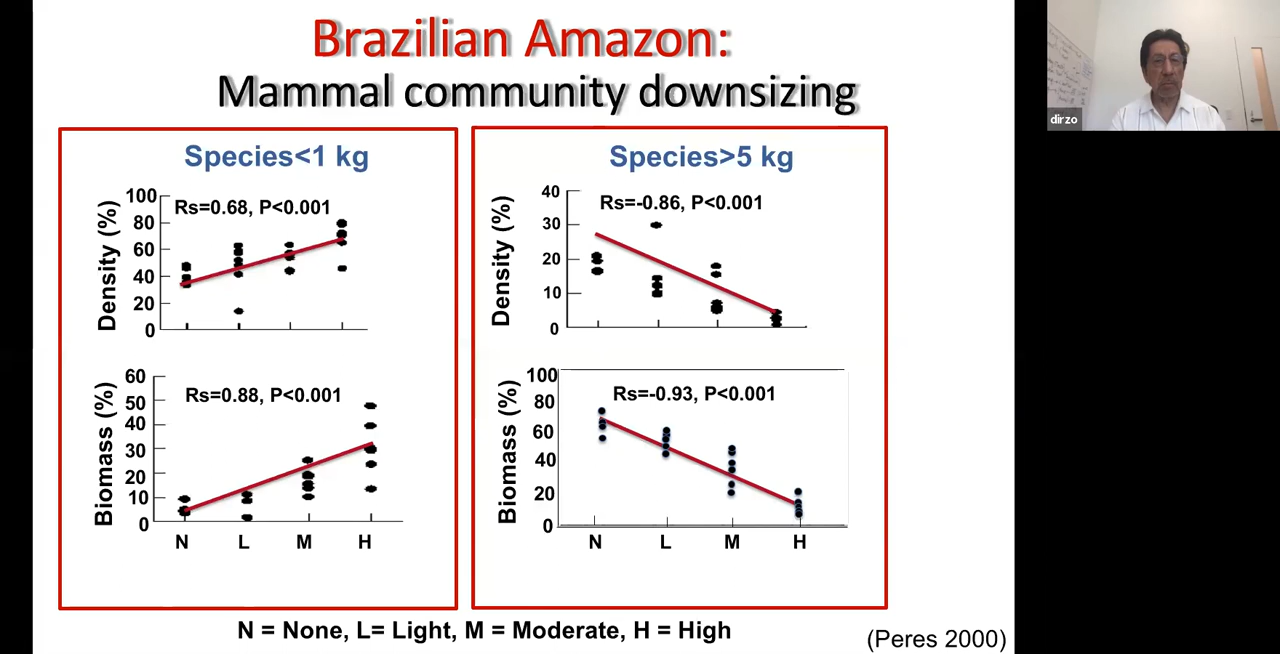 Brazilian Amazon:
Mammal community downsizing
dirzo
Species<1 kg
Rs=0.68, P<0.001
Density (%)
100
80
60
40
20
0
Rs=0.88, P<0.001
Biomass (%)
60
50
40
30
20
10
0
N L M H
Species>5 kg
Rs=-0.86, P<0.001
Density (%)
40
30
20
10
0
Rs=-0.93, P<0.001
Biomass (%)
100
80
60
40
20
0
N L M H
N = None, L= Light, M = Moderate, H = High
(Peres 2000)